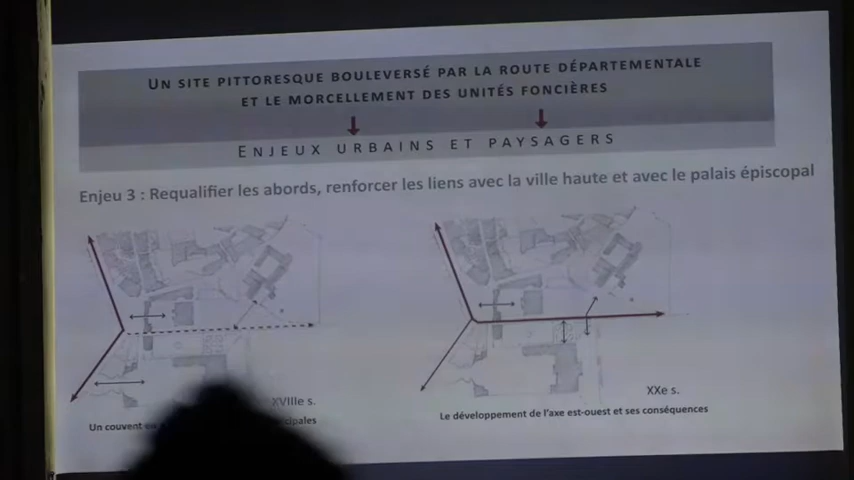 UN SITE PITTORESQUE BOULEVERSÉ PAR LA ROUTE DÉPARTEMENTALE
ET LE MORCELLEMENT DES UNITÉS FONCIÈRES
ENJEUX URBAINS ET PAYSAGERS
Enjeu 3 : Requalifier les abords, renforcer les liens avec la ville haute et avec le palais épiscopal
XVIIIe s.
XXe s.
Un couvent
Le développement de l'axe est-ouest et ses conséquences